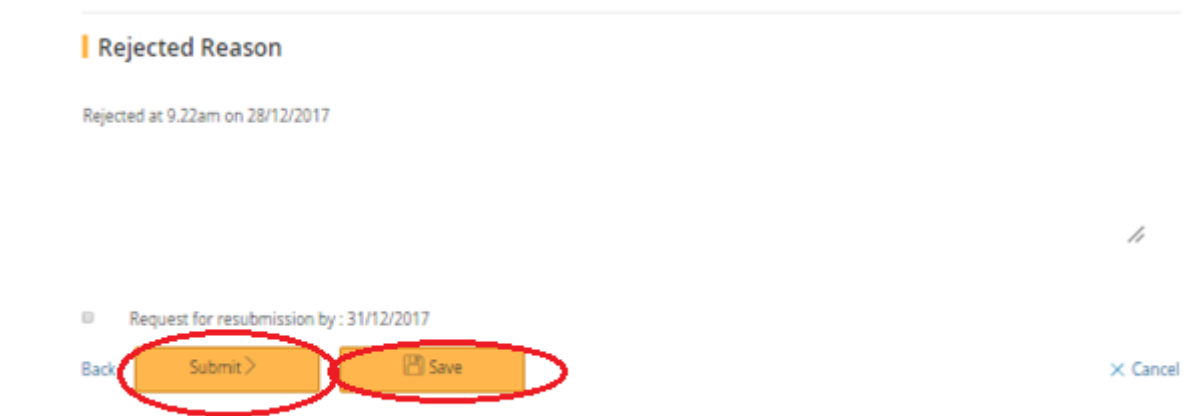 Rejected Reason
Rejected at 9.22am on 28/12/2017
Request for resubmission by : 31/12/2017
Back Submit Save Cancel